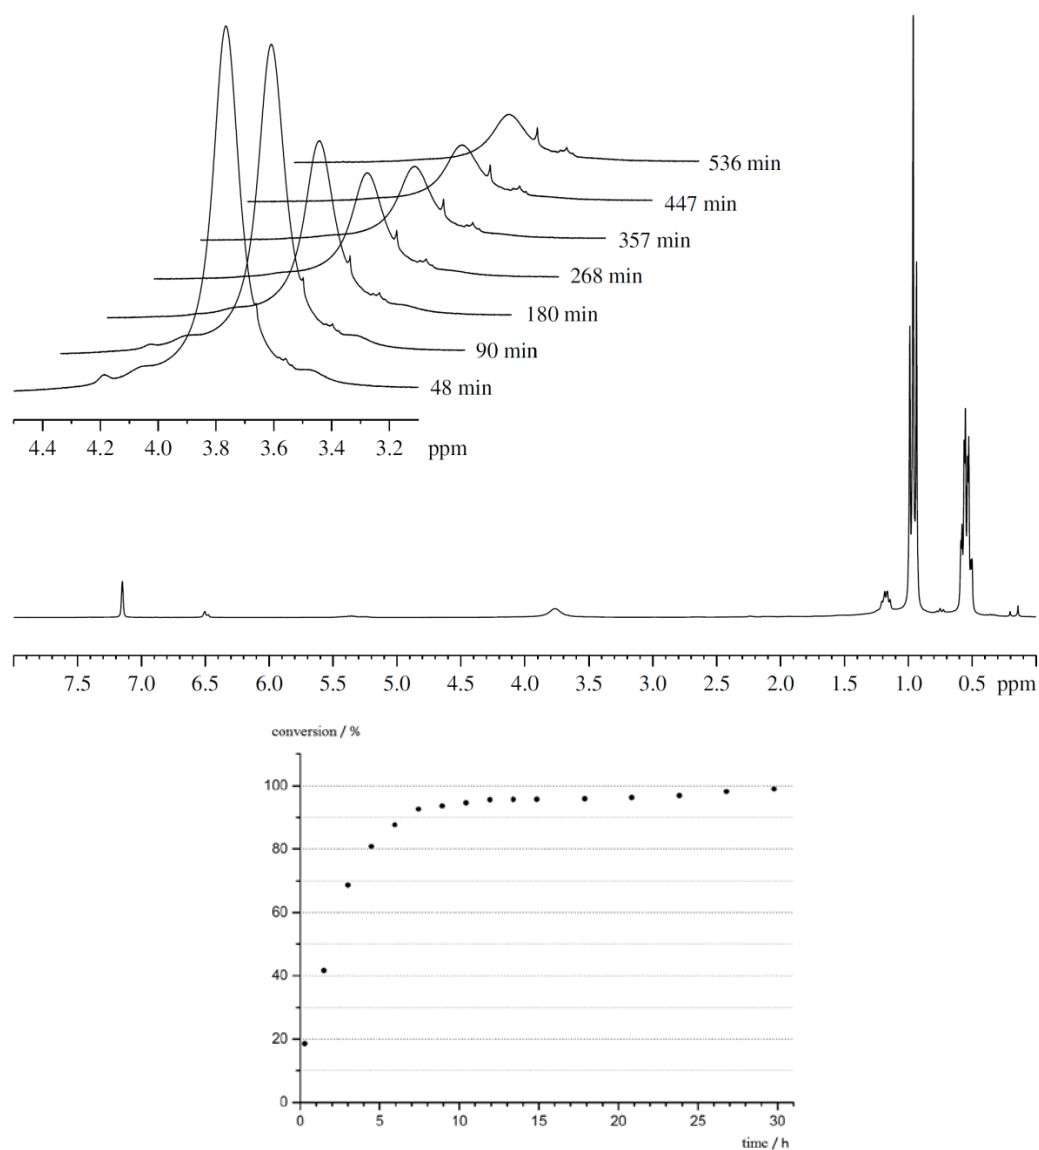 536 min
447 min
357 min
268 min
180 min
90 min
48 min
4.4 4.2 4.0 3.8 3.6 3.4 3.2 ppm
7.5 7.0 6.5 6.0 5.5 5.0 4.5 4.0 3.5 3.0 2.5 2.0 1.5 1.0 0.5 ppm
conversion / %
100
80
60
40
20
0
0 5 10 15 20 25 30
time / h